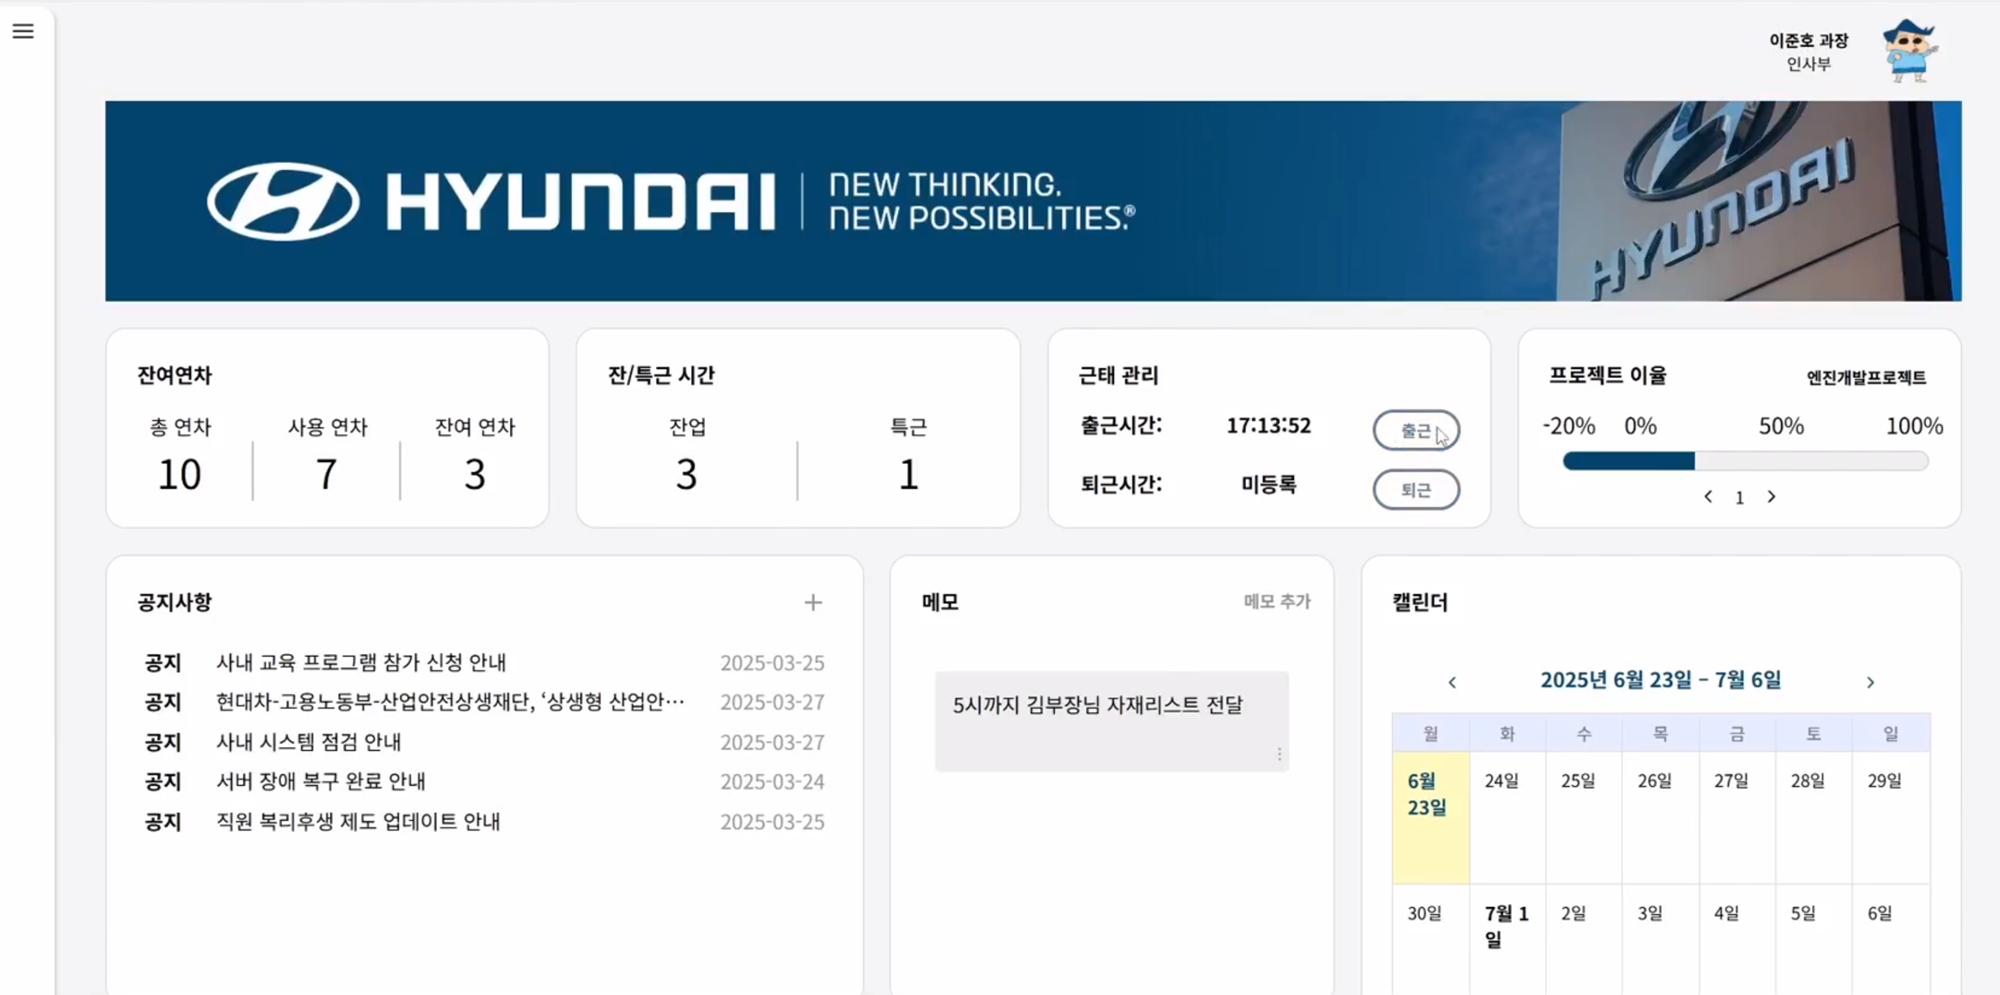 이준호 과장
인사부
HYUNDAI
NEW THINKING.
NEW POSSIBILITIES.®
HYUNDAI
잔여연차
총 연차 사용 연차 잔여 연차
10 7 3
잔/특근 시간
잔업 특근
3 1
근태 관리
출근시간: 17:13:52 출근
퇴근시간: 미등록 퇴근
프로젝트 이율 엔진개발프로젝트
-20% 0% 50% 100%
< 1 >
공지사항 +
공지 사내 교육 프로그램 참가 신청 안내 2025-03-25
공지 현대차-고용노동부-산업안전상생재단, ‘상생형 산업안… 2025-03-27
공지 사내 시스템 점검 안내 2025-03-27
공지 서버 장애 복구 완료 안내 2025-03-24
공지 직원 복리후생 제도 업데이트 안내 2025-03-25
메모 메모 추가
5시까지 김부장님 자재리스트 전달
캘린더
< 2025년 6월 23일 – 7월 6일 >
월 화 수 목 금 토 일
6월 23일 24일 25일 26일 27일 28일 29일
30일 7월 1일 2일 3일 4일 5일 6일